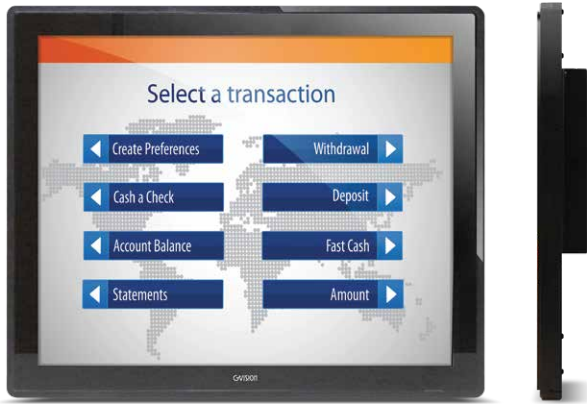 Select a transaction
Create Preferences
Withdrawal
Cash a Check
Deposit
Account Balance
Fast Cash
Statements
Amount
GVISION